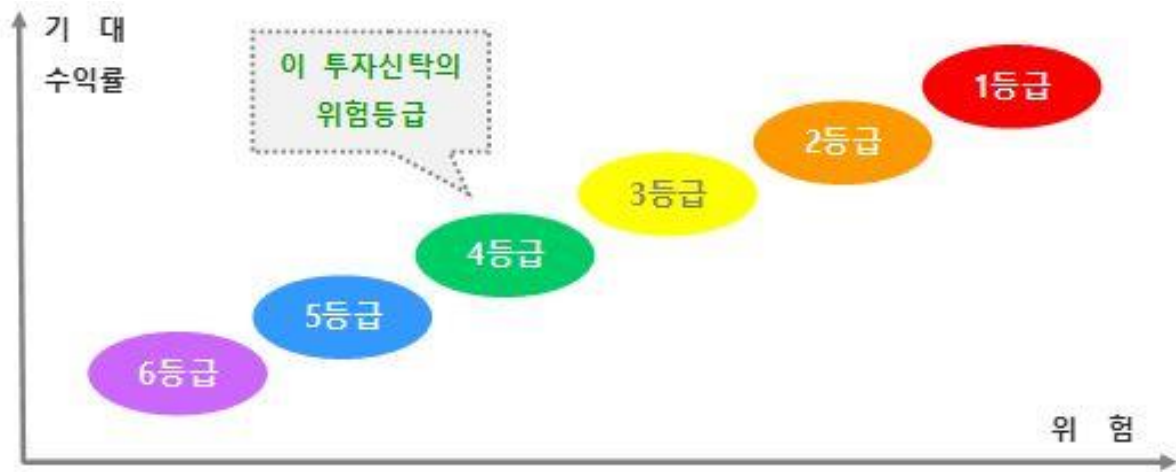 기 대
수익률
이 투자신탁의
위험등급
1등급
2등급
3등급
4등급
5등급
6등급
위 험